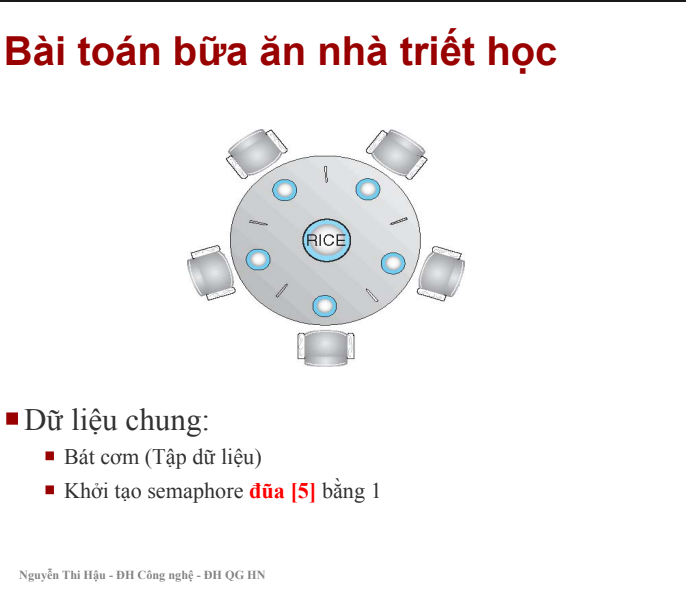 Bài toán bữa ăn nhà triết học
RICE
Dữ liệu chung:
Bát cơm (Tập dữ liệu)
Khởi tạo semaphore đũa [5] bằng 1
Nguyễn Thi Hậu - ĐH Công nghệ - ĐH QG HN